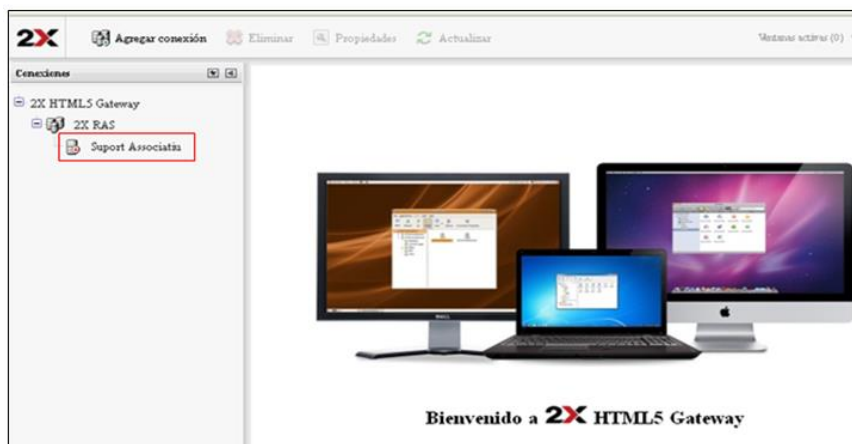 2X Agregar conexión Eliminar Propiedades Actualizar Ventanas activas (0)
Conexiones
2X HTML5 Gateway
2X RAS
Suport Associatiu
DELL
Bienvenido a 2X HTML5 Gateway